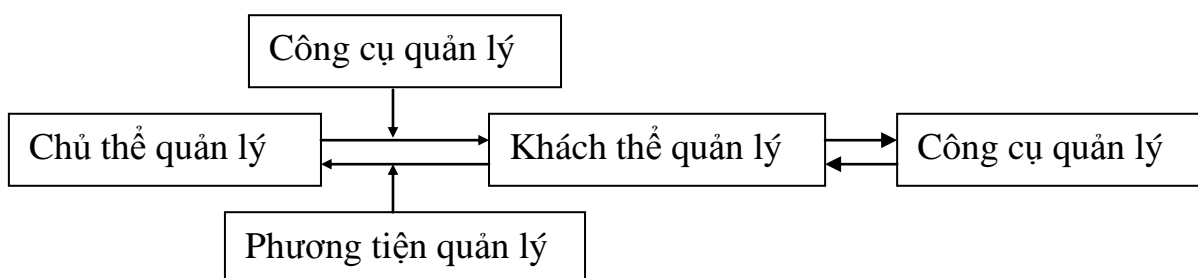 Công cụ quản lý
Chủ thể quản lý
Khách thể quản lý
Công cụ quản lý
Phương tiện quản lý